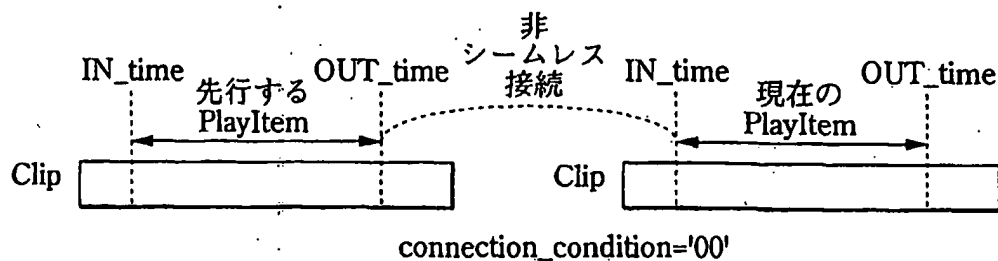 非
シームレス
接続
IN_time
OUT_time
先行する
PlayItem
IN_time
OUT_time
現在の
PlayItem
Clip
Clip
connection_condition='00'